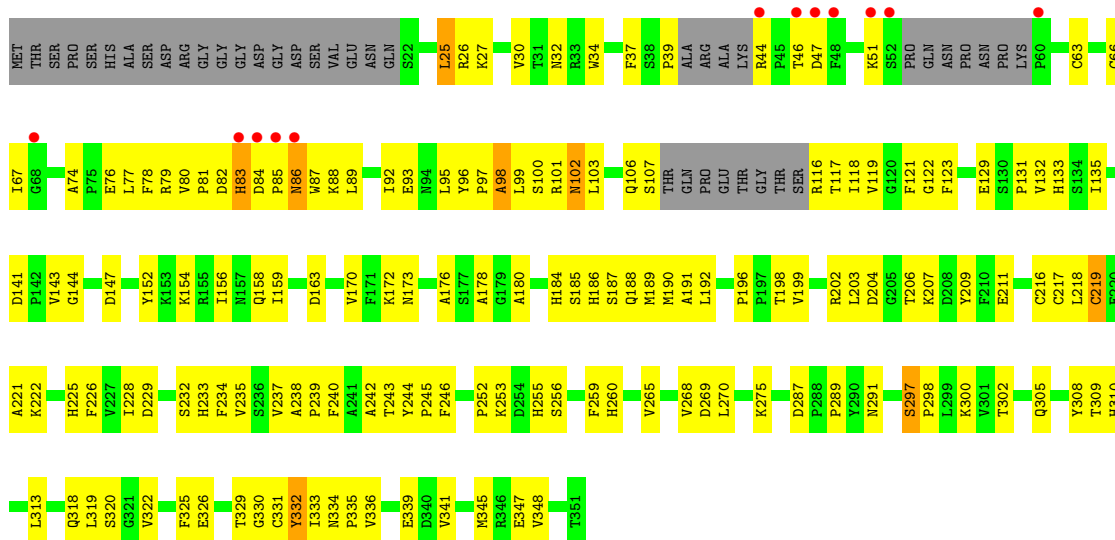 MET THR SER PRO SER HIS ALA SER ASP ARG GLY GLY GLY ASP GLY ASP SER VAL GLU ASN GLN S22 L25 R26 K27 V30 T31 N32 R33 W34 F37 S38 P39 ALA ARG ALA LYS R44 P45 T46 D47 F48 K51 S52 PRO GLN ASN PRO ASN PRO LYS P60 C63 C66
I67 G68 A74 P75 E76 L77 F78 R79 V80 P81 D82 H83 D84 P85 N86 W87 K88 L89 I92 E93 N94 L95 Y96 P97 A98 L99 S100 R101 N102 L103 Q106 S107 THR GLN PRO GLU THR GLY THR SER R116 T117 I118 V119 G120 F121 G122 F123 E129 S130 P131 V132 H133 S134 I135
D141 P142 V143 G144 D147 Y152 K153 K154 R155 I156 N157 Q158 I159 D163 V170 F171 K172 N173 A176 S177 A178 G179 A180 H184 S185 H186 S187 Q188 M189 M190 A191 L192 P196 P197 T198 V199 R202 L203 D204 G205 T206 K207 D208 Y209 F210 E211 C216 C217 L218 C219 E220
A221 K222 H225 F226 V227 I228 D229 S232 H233 F234 V235 S236 V237 A238 P239 F240 A241 A242 T243 Y244 P245 F246 P252 K253 D254 H255 S256 F259 H260 V265 V268 D269 L270 K275 D287 P288 P289 Y290 N291 S297 P298 L299 K300 V301 T302 Q305 Y308 T309 H310
L313 Q318 L319 S320 G321 V322 F325 E326 T329 G330 C331 Y332 I333 N334 P335 V336 E339 D340 V341 M345 R346 E347 V348 T351